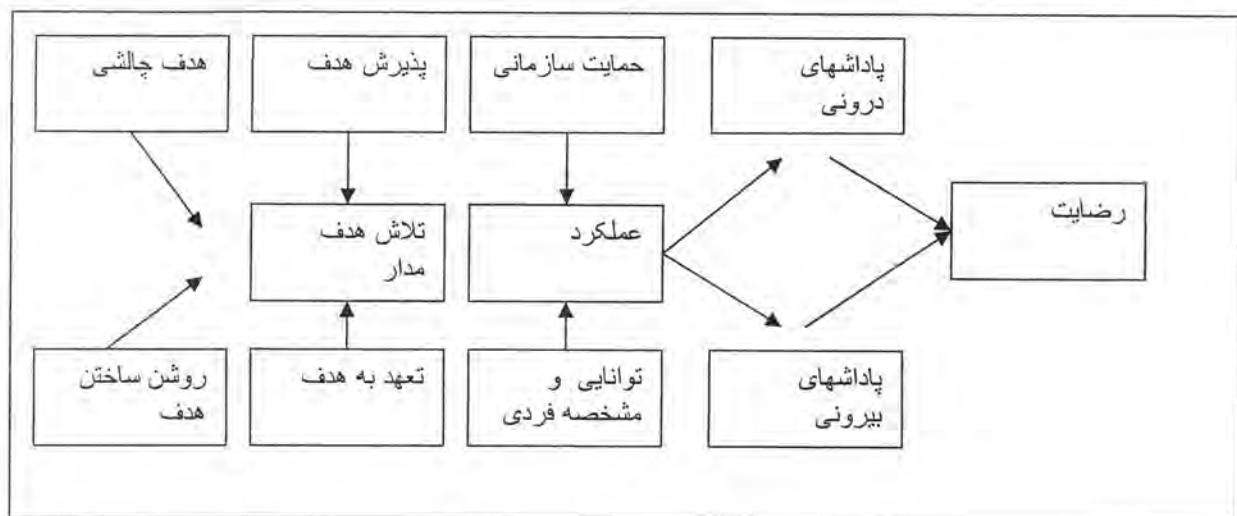 هدف چالشی
پذیرش هدف
حمایت سازمانی
پاداشهای
درونی
تلاش هدف
مدار
عملکرد
رضایت
روشن ساختن
هدف
تعهد به هدف
توانایی و
مشخصه فردی
پاداشهای
بیرونی